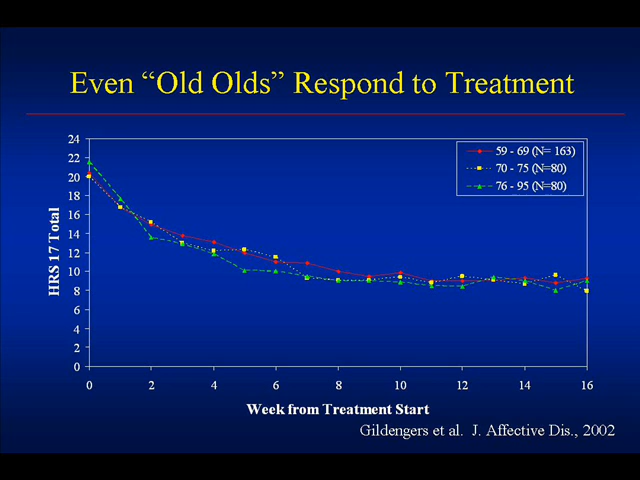 Even “Old Olds” Respond to Treatment
24
22
20
18
16
14
12
10
8
6
4
2
0
HRS 17 Total
59 - 69 (N= 163)
70 - 75 (N=80)
76 - 95 (N=80)
0 2 4 6 8 10 12 14 16
Week from Treatment Start
Gildengers et al. J. Affective Dis., 2002